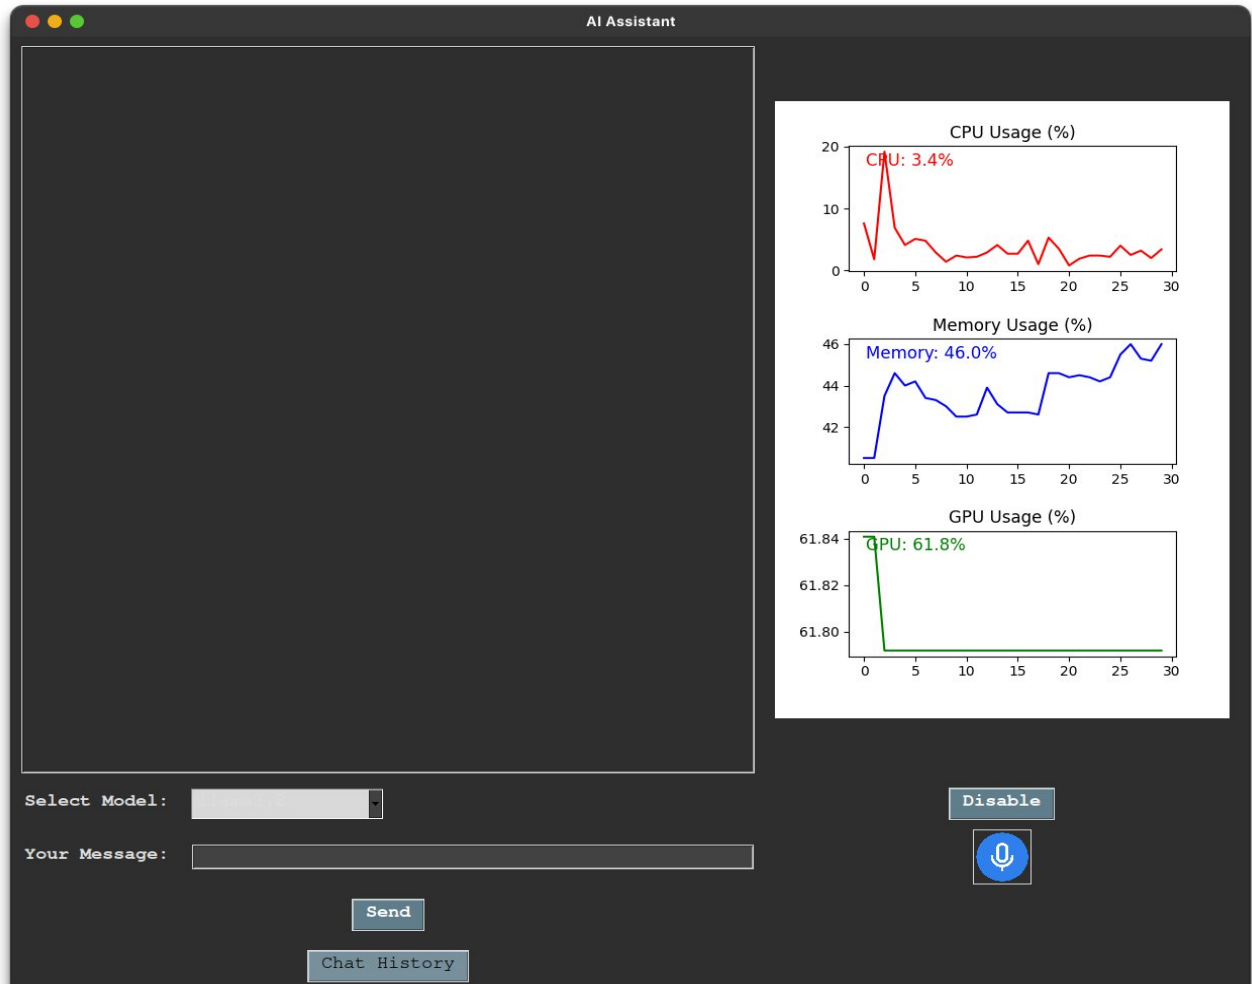 AI Assistant
CPU Usage (%)
CPU: 3.4%
20
10
0
0 5 10 15 20 25 30
Memory Usage (%)
Memory: 46.0%
46
44
42
0 5 10 15 20 25 30
GPU Usage (%)
GPU: 61.8%
61.84
61.82
61.80
0 5 10 15 20 25 30
Select Model:
Disable
Your Message:
Send
Chat History